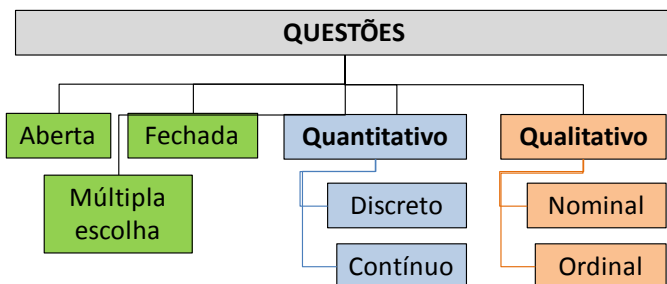 QUESTÕES
Aberta
Fechada
Quantitativo
Qualitativo
Múltipla
escolha
Discreto
Nominal
Contínuo
Ordinal